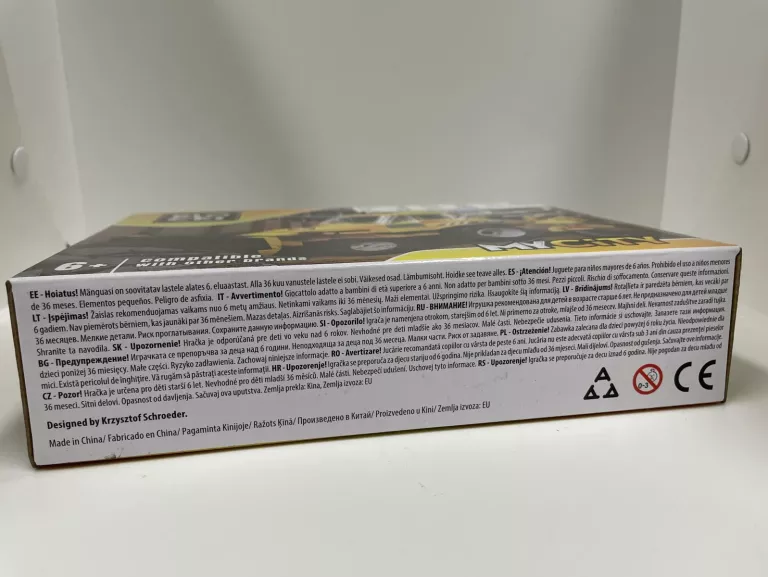 6+
compatible
with other brands
MY CITY
EE - Hoiatus! Mänguasi on soovitatav lastele alates 6. eluaastast. Alla 36 kuu vanustele lastele ei sobi. Väikesed osad. Lämbumisoht. Hoidke see teave alles. ES - ¡Atención! Juguete para niños mayores de 6 años. Prohibido el uso a niños menores
de 36 meses. Elementos pequeños. Peligro de asfixia. IT - Avvertimento! Giocattolo adatto a bambini di età superiore a 6 anni. Non adatto per bambini sotto 36 mesi. Pezzi piccoli. Rischio di soffocamento. Conservare queste informazioni.
LT - Įspėjimas! Žaislas rekomenduojamas vaikams nuo 6 metų amžiaus. Netinkami vaikams iki 36 mėnesių. Maži elementai. Užspringimo rizika. Išsaugokite šią informaciją. LV - Brīdinājums! Rotaļlieta ir paredzēta bērniem, kas vecāki par
6 gadiem. Nav piemērots bērniem, kas jaunāki par 36 mēnešiem. Mazas detaļas. Aizrīšanās risks. Saglabājiet šo informāciju. RU - ВНИМАНИЕ! Игрушка рекомендована для детей в возрасте старше 6 лет. Не предназначено для детей младше
36 месяцев. Мелкие детали. Риск проглатывания. Сохраните данную информацию. SI - Opozorilo! Igrača je namenjena otrokom, starejšim od 6 let. Ni primerno za otroke, mlajše od 36 mesecev. Majhni deli. Nevarnost zadušitve zaradi tujka.
Shranite ta navodila. SK - Upozornenie! Hračka je odporúčaná pre deti vo veku nad 6 rokov. Nevhodné pre deti mladšie ako 36 mesiacov. Malé časti. Nebezpečie udusenia. Tieto informácie si uschovajte.
BG - Предупреждение! Играчката се препоръчва за деца над 6 години. Неподходяща за деца под 36 месеца. Малки части. Риск от задавяне. Запазете тази информация. PL - Ostrzeżenie! Zabawka zalecana dla dzieci powyżej 6 roku życia. Nieodpowiednie dla
dzieci poniżej 36 miesięcy. Małe części. Ryzyko zadławienia. Zachowaj niniejsze informacje. RO - Avertizare! Jucărie recomandată copiilor cu vârsta peste 6 ani. Jucăria nu este adecvată copiilor cu vârsta sub 3 ani din cauza prezenței pieselor
mici. Există pericolul de înghițire. Vă rugăm să păstrați aceste informații. HR - Upozorenje! Igračka se preporuča za djecu stariju od 6 godina. Nije prikladan za djecu mlađu od 36 mjeseci. Mali dijelovi. Opasnost od gušenja. Sačuvajte ove informacije.
CZ - Pozor! Hračka je určena pro děti starší 6 let. Nevhodné pro děti mladší 36 měsíců. Malé části. Nebezpečí udušení. Uschovej tyto informace. RS - Upozorenje! Igračka se preporučuje za decu iznad 6 godina. Nije pogodan za decu mlađu od
36 meseci. Sitni delovi. Opasnost od davljenja. Sačuvaj ova uputstva. Zemlja prekla: Kina, Zemlja izvoza: EU
Designed by Krzysztof Schroeder.
Made in China/ Fabricado en China/ Pagaminta Kinijoje/ Ražots Ķīnā/ Произведено в Китай/ Proizvedeno u Kini/ Zemlja izvoza: EU
0-3
CE